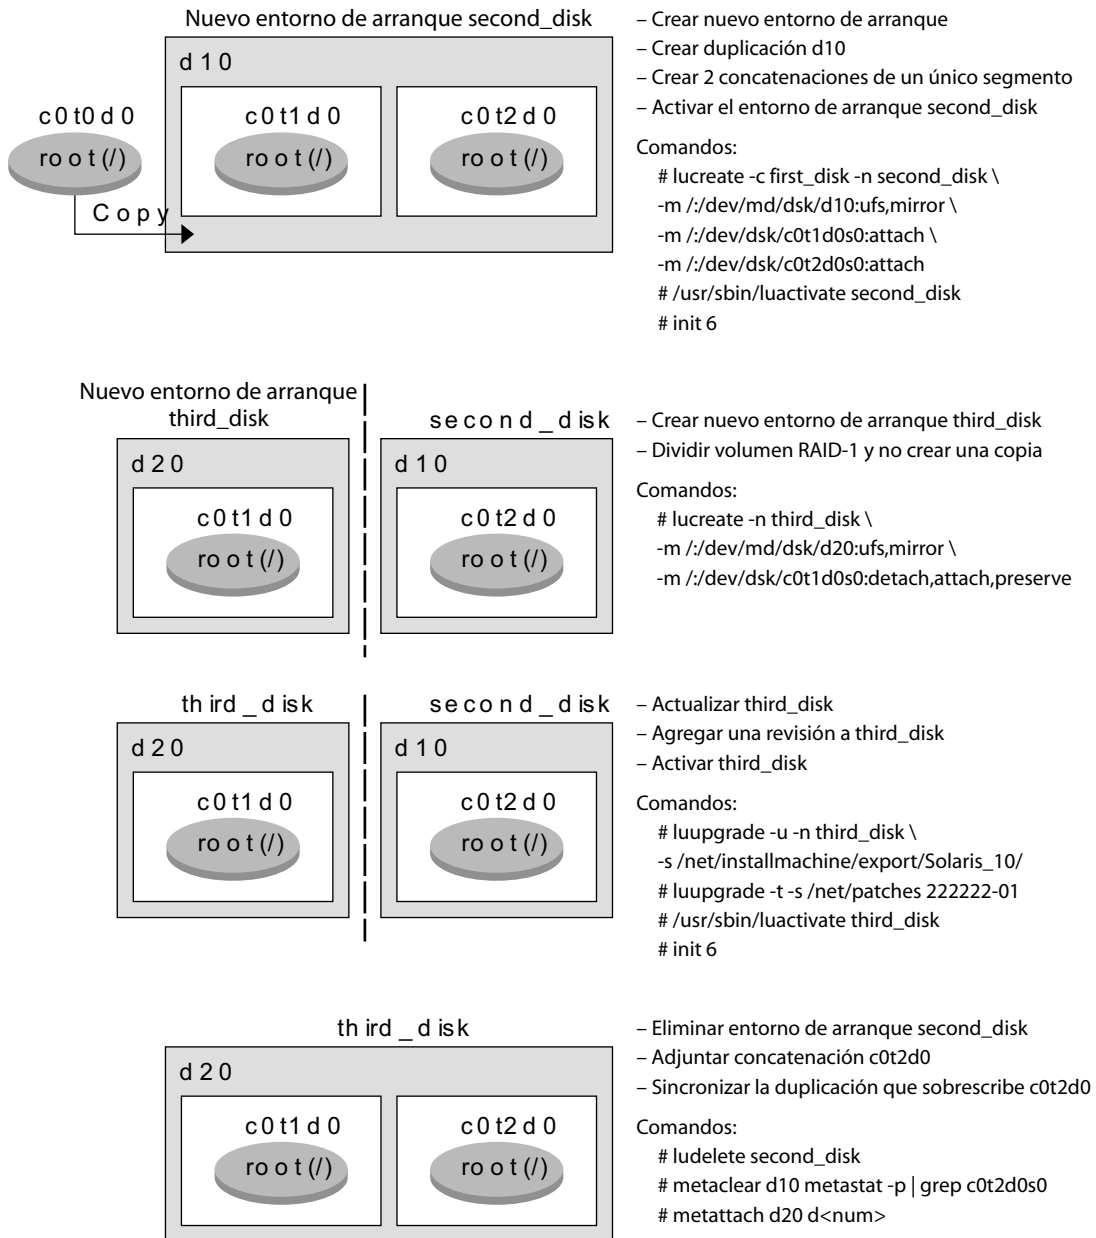 Nuevo entorno de arranque second_disk
d10
c0t0d0
root(/)
Copy
c0t1d0
root(/)
c0t2d0
root(/)
– Crear nuevo entorno de arranque
– Crear duplicación d10
– Crear 2 concatenaciones de un único segmento
– Activar el entorno de arranque second_disk
Comandos:
# lucreate -c first_disk -n second_disk \
-m /:/dev/md/dsk/d10:ufs,mirror \
-m /:/dev/dsk/c0t1d0s0:attach \
-m /:/dev/dsk/c0t2d0s0:attach
# /usr/sbin/luactivate second_disk
# init 6
Nuevo entorno de arranque
third_disk
d20
c0t1d0
root(/)
second_disk
d10
c0t2d0
root(/)
– Crear nuevo entorno de arranque third_disk
– Dividir volumen RAID-1 y no crear una copia
Comandos:
# lucreate -n third_disk \
-m /:/dev/md/dsk/d20:ufs,mirror \
-m /:/dev/dsk/c0t1d0s0:detach,attach,preserve
third_disk
d20
c0t1d0
root(/)
second_disk
d10
c0t2d0
root(/)
– Actualizar third_disk
– Agregar una revisión a third_disk
– Activar third_disk
Comandos:
# luupgrade -u -n third_disk \
-s /net/installmachine/export/Solaris_10/
# luupgrade -t -s /net/patches 222222-01
# /usr/sbin/luactivate third_disk
# init 6
third_disk
d20
c0t1d0
root(/)
c0t2d0
root(/)
– Eliminar entorno de arranque second_disk
– Adjuntar concatenación c0t2d0
– Sincronizar la duplicación que sobrescribe c0t2d0
Comandos:
# ludelete second_disk
# metaclear d10 metastat -p | grep c0t2d0s0
# metattach d20 d<num>